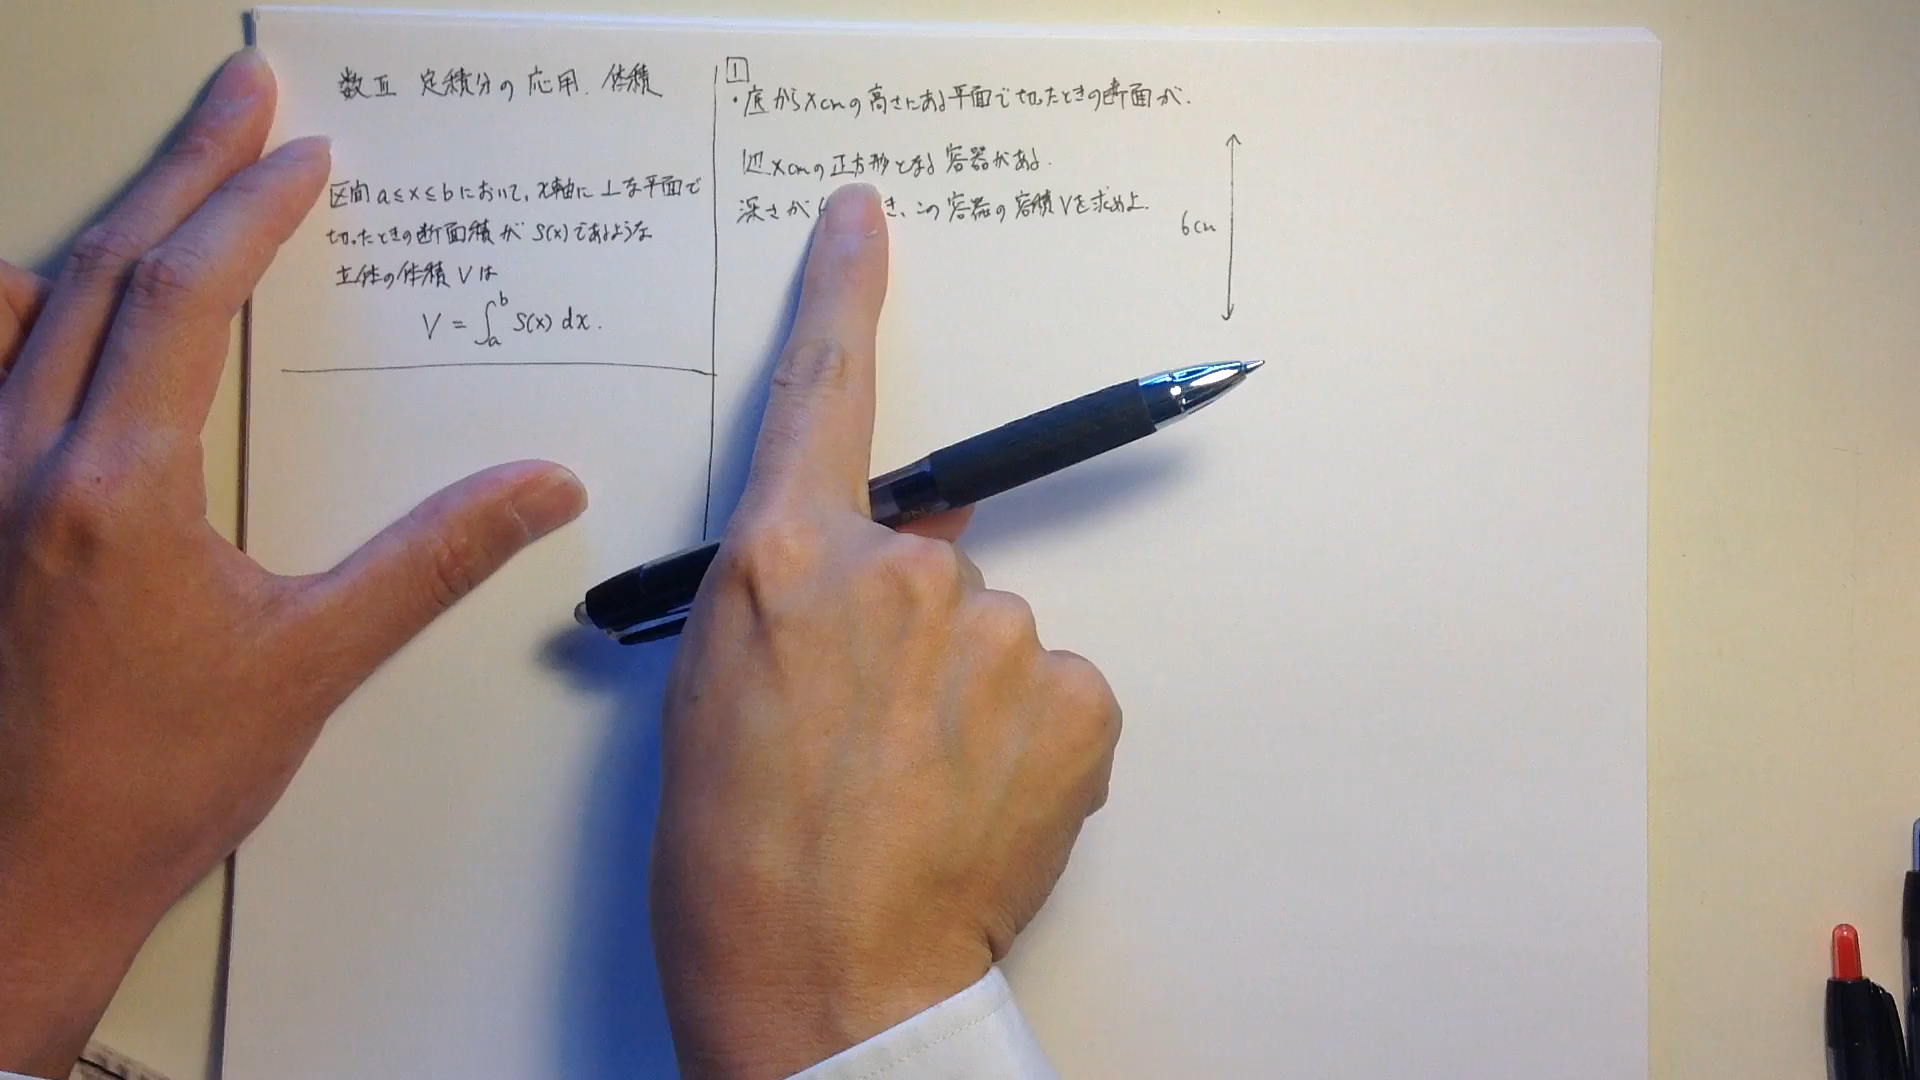 数Ⅲ 定積分の応用. 体積
区間 a≤x≤b において, x軸に⊥な平面で
切ったときの断面積が S(x) であるような
立体の体積 V は
V = ∫_a^b S(x) dx.
1
・底から x cm の高さにある平面で切ったときの断面が.
辺 x cm の正方形となる容器がある.
深さが き、この容器の容積 V を求めよ.
6cm